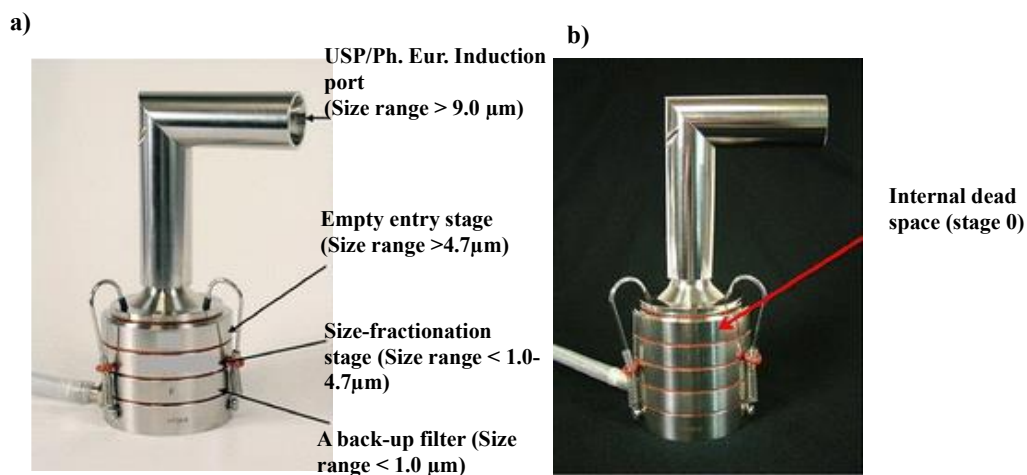 a)
USP/Ph. Eur. Induction
port
(Size range > 9.0 µm)
Empty entry stage
(Size range >4.7µm)
Size-fractionation
stage (Size range < 1.0-
4.7µm)
A back-up filter (Size
range < 1.0 µm)
b)
Internal dead
space (stage 0)